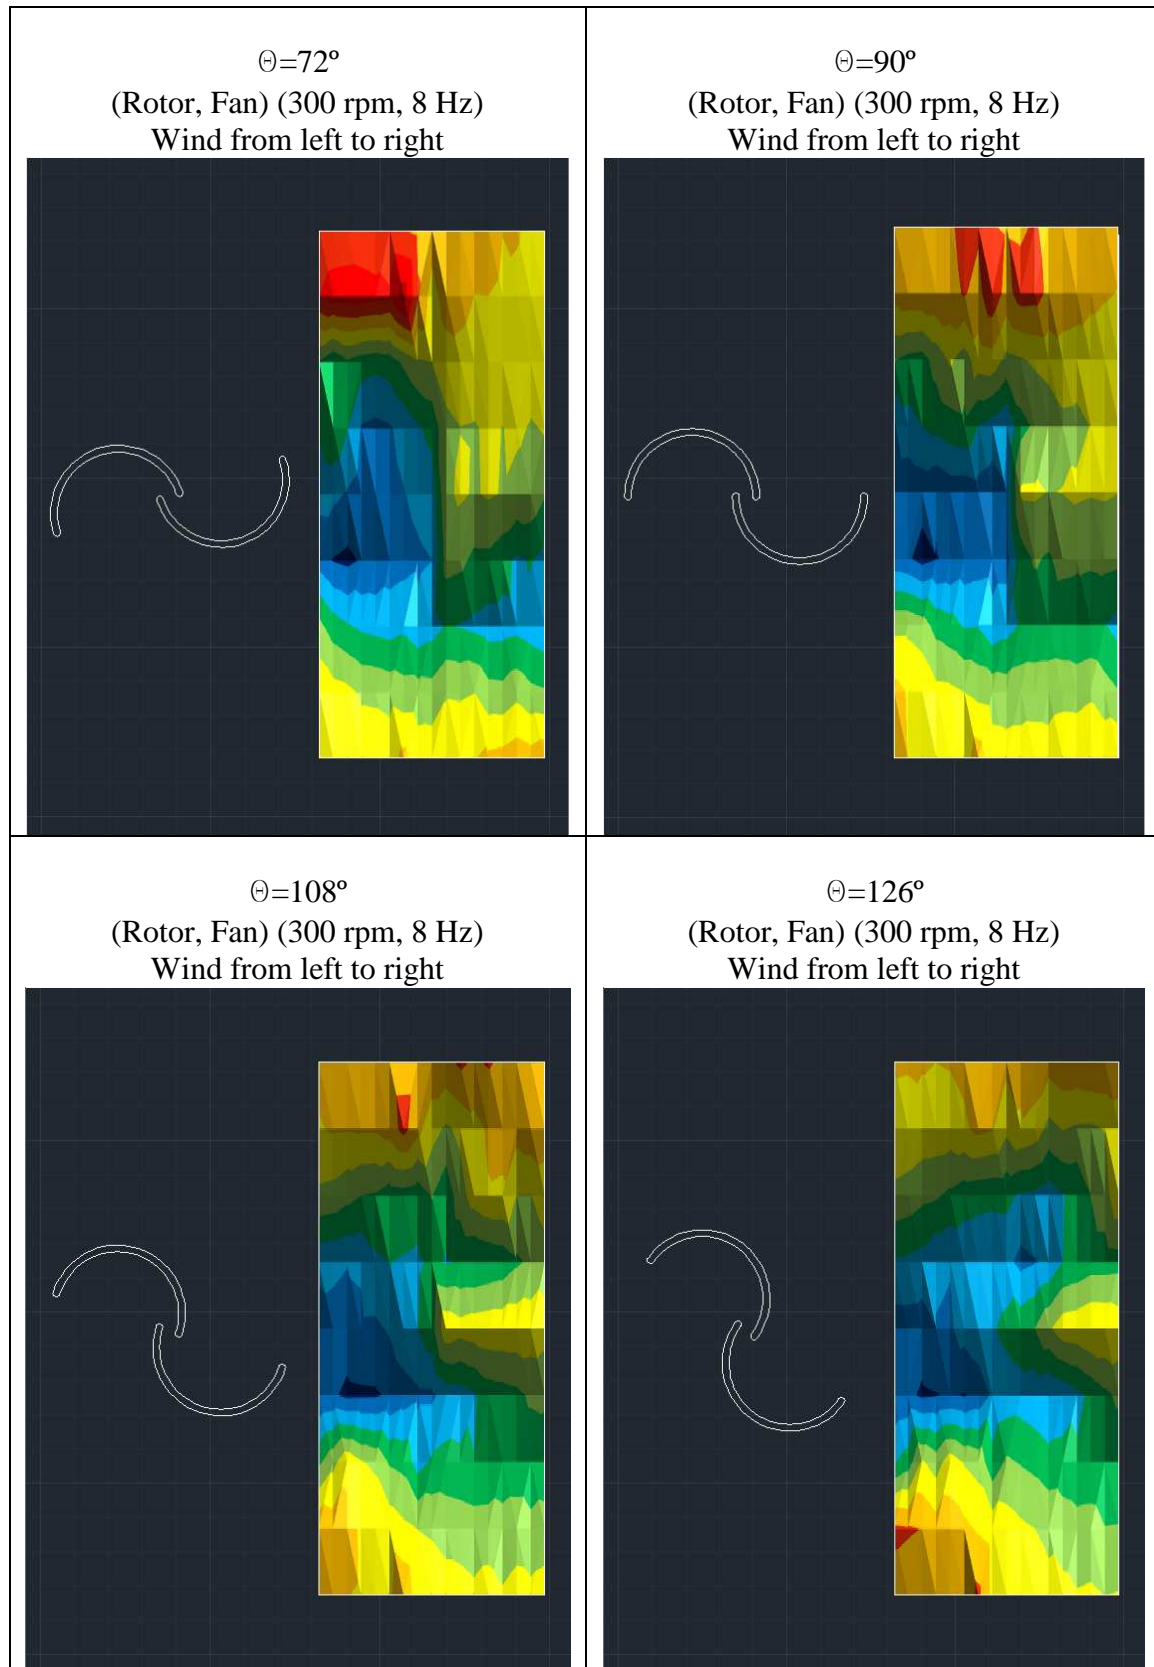 Θ=72º
(Rotor, Fan) (300 rpm, 8 Hz)
Wind from left to right
Θ=90º
(Rotor, Fan) (300 rpm, 8 Hz)
Wind from left to right
Θ=108º
(Rotor, Fan) (300 rpm, 8 Hz)
Wind from left to right
Θ=126º
(Rotor, Fan) (300 rpm, 8 Hz)
Wind from left to right